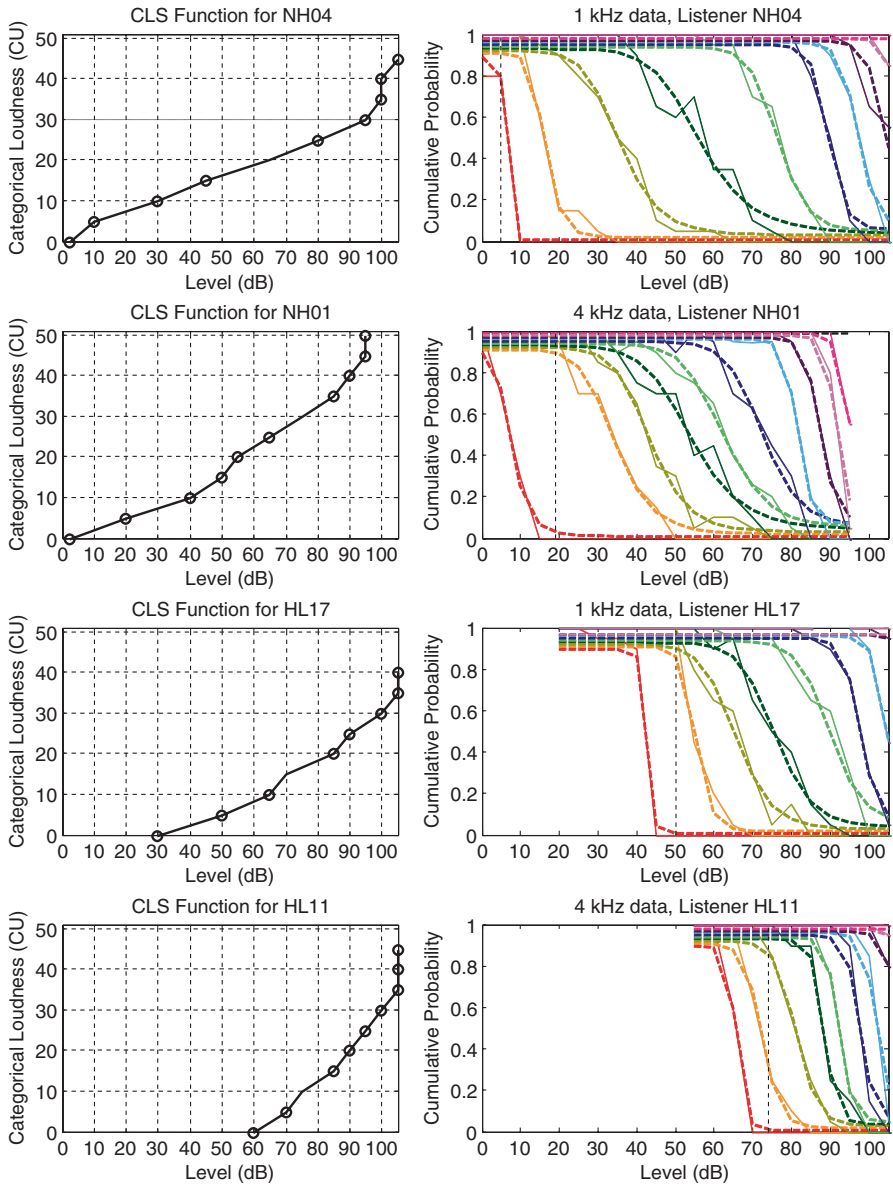 CLS Function for NH04
Categorical Loudness (CU)
50
40
30
20
10
0
0 10 20 30 40 50 60 70 80 90 100
Level (dB)
1 kHz data, Listener NH04
Cumulative Probability
1
0.8
0.6
0.4
0.2
0
0 10 20 30 40 50 60 70 80 90 100
Level (dB)
CLS Function for NH01
Categorical Loudness (CU)
50
40
30
20
10
0
0 10 20 30 40 50 60 70 80 90 100
Level (dB)
4 kHz data, Listener NH01
Cumulative Probability
1
0.8
0.6
0.4
0.2
0
0 10 20 30 40 50 60 70 80 90 100
Level (dB)
CLS Function for HL17
Categorical Loudness (CU)
50
40
30
20
10
0
0 10 20 30 40 50 60 70 80 90 100
Level (dB)
1 kHz data, Listener HL17
Cumulative Probability
1
0.8
0.6
0.4
0.2
0
0 10 20 30 40 50 60 70 80 90 100
Level (dB)
CLS Function for HL11
Categorical Loudness (CU)
50
40
30
20
10
0
0 10 20 30 40 50 60 70 80 90 100
Level (dB)
4 kHz data, Listener HL11
Cumulative Probability
1
0.8
0.6
0.4
0.2
0
0 10 20 30 40 50 60 70 80 90 100
Level (dB)